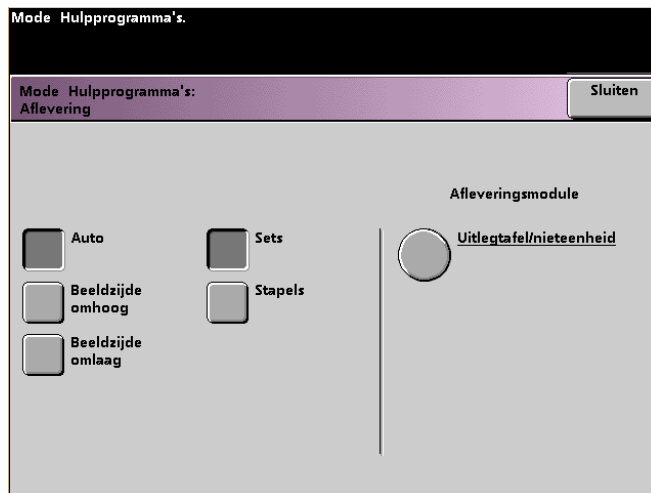 Mode Hulpprogramma's.
Mode Hulpprogramma's:
Aflevering
Sluiten
Afleveringsmodule
Auto
Sets
Uitlegtafel/nieteenheid
Beeldzijde
omhoog
Stapels
Beeldzijde
omlaag